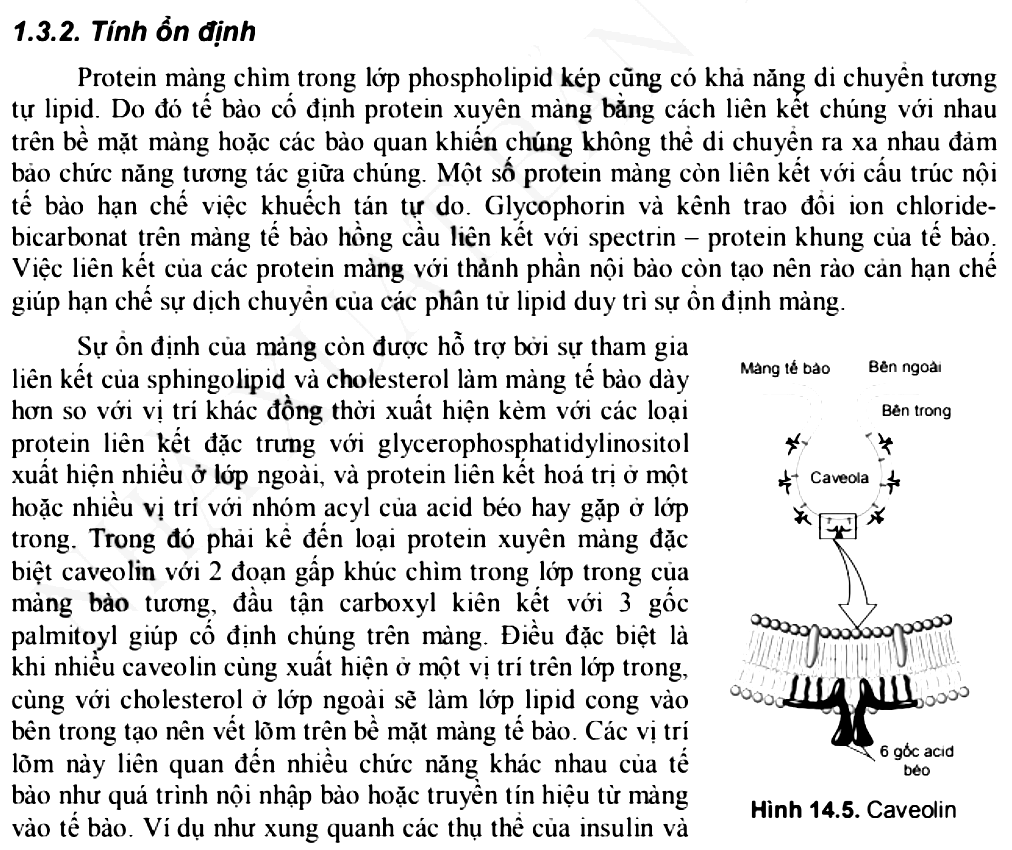 1.3.2. Tính ổn định
Protein màng chìm trong lớp phospholipid kép cũng có khả năng di chuyển tương
tự lipid. Do đó tế bào cố định protein xuyên màng bằng cách liên kết chúng với nhau
trên bề mặt màng hoặc các bào quan khiến chúng không thể di chuyển ra xa nhau đảm
bảo chức năng tương tác giữa chúng. Một số protein màng còn liên kết với cấu trúc nội
tế bào hạn chế việc khuếch tán tự do. Glycophorin và kênh trao đổi ion chloride-
bicarbonat trên màng tế bào hồng cầu liên kết với spectrin – protein khung của tế bào.
Việc liên kết của các protein màng với thành phần nội bào còn tạo nên rào cản hạn chế
giúp hạn chế sự dịch chuyển của các phân tử lipid duy trì sự ổn định màng.
Sự ổn định của màng còn được hỗ trợ bởi sự tham gia
liên kết của sphingolipid và cholesterol làm màng tế bào dày
hơn so với vị trí khác đồng thời xuất hiện kèm với các loại
protein liên kết đặc trưng với glycerophosphatidylinositol
xuất hiện nhiều ở lớp ngoài, và protein liên kết hoá trị ở một
hoặc nhiều vị trí với nhóm acyl của acid béo hay gặp ở lớp
trong. Trong đó phải kể đến loại protein xuyên màng đặc
biệt caveolin với 2 đoạn gấp khúc chìm trong lớp trong của
màng bào tương, đầu tận carboxyl kiên kết với 3 gốc
palmitoyl giúp cố định chúng trên màng. Điều đặc biệt là
khi nhiều caveolin cùng xuất hiện ở một vị trí trên lớp trong,
cùng với cholesterol ở lớp ngoài sẽ làm lớp lipid cong vào
bên trong tạo nên vết lõm trên bề mặt màng tế bào. Các vị trí
lõm này liên quan đến nhiều chức năng khác nhau của tế
bào như quá trình nội nhập bào hoặc truyền tín hiệu từ màng
vào tế bào. Ví dụ như xung quanh các thụ thể của insulin và
Màng tế bào
Bên ngoài
Bên trong
Caveola
6 gốc acid
béo
Hình 14.5. Caveolin